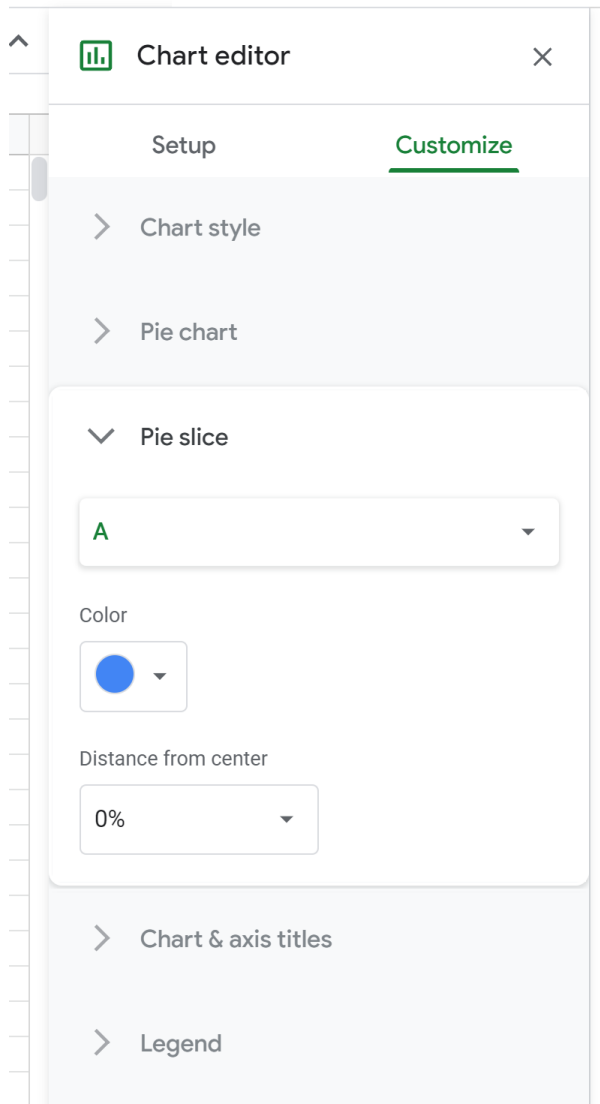 Chart editor
Setup Customize
Chart style
Pie chart
Pie slice
A
Color
Distance from center
0%
Chart & axis titles
Legend